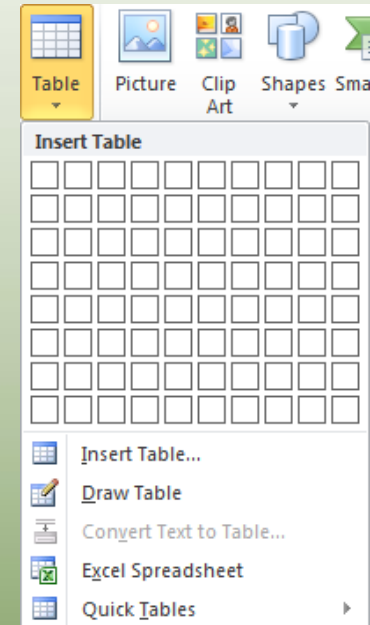 Table Picture Clip Shapes Sma
Art
Insert Table
Insert Table...
Draw Table
Convert Text to Table...
Excel Spreadsheet
Quick Tables